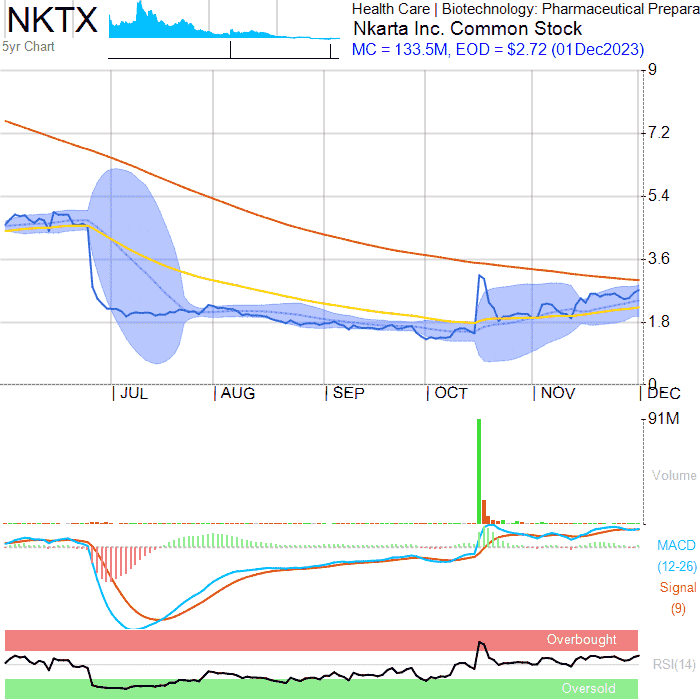 NKTX
5yr Chart
Health Care | Biotechnology: Pharmaceutical Prepara
Nkarta Inc. Common Stock
MC = 133.5M, EOD = $2.72 (01Dec2023)
9
7.2
5.4
3.6
1.8
0
JUL
AUG
SEP
OCT
NOV
DEC
91M
Volume
MACD
(12-26)
Signal
(9)
Overbought
RSI(14)
Oversold